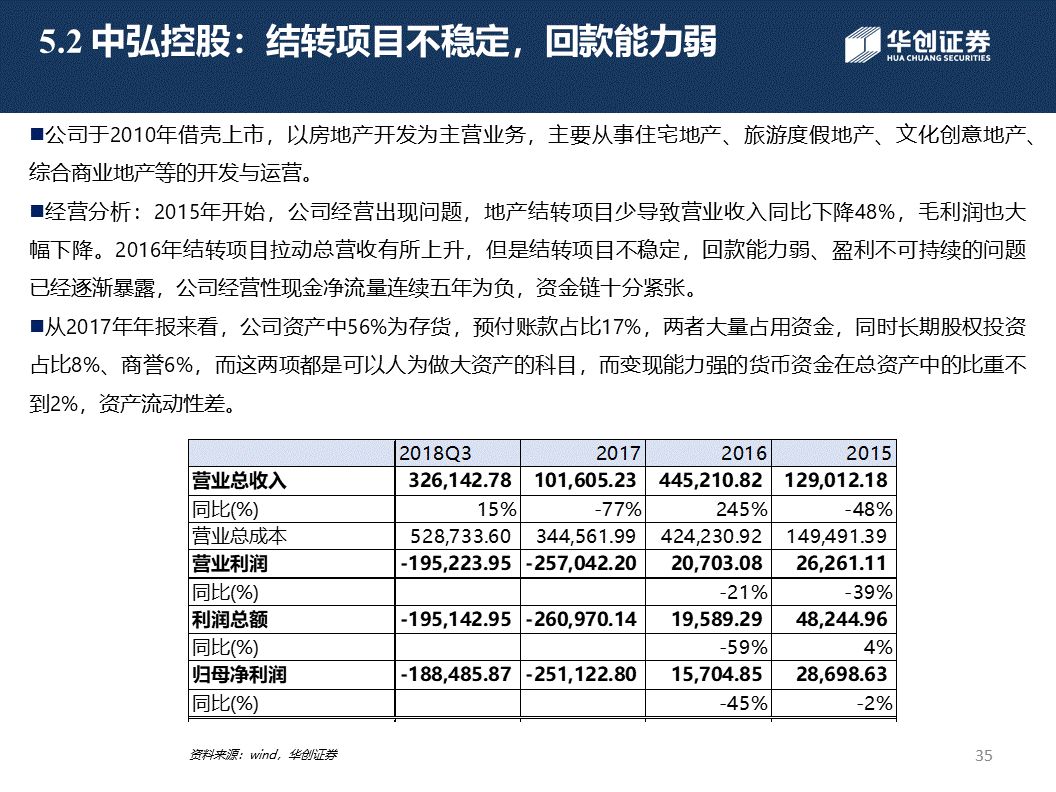 5.2 中弘控股：结转项目不稳定，回款能力弱
华创证券
HUA CHUANG SECURITIES
■公司于2010年借壳上市，以房地产开发为主营业务，主要从事住宅地产、旅游度假地产、文化创意地产、
综合商业地产等的开发与运营。
■经营分析：2015年开始，公司经营出现问题，地产结转项目少导致营业收入同比下降48%，毛利润也大
幅下降。2016年结转项目拉动总营收有所上升，但是结转项目不稳定，回款能力弱、盈利不可持续的问题
已经逐渐暴露，公司经营性现金净流量连续五年为负，资金链十分紧张。
■从2017年年报来看，公司资产中56%为存货，预付账款占比17%，两者大量占用资金，同时长期股权投资
占比8%、商誉6%，而这两项都是可以人为做大资产的科目，而变现能力强的货币资金在总资产中的比重不
到2%，资产流动性差。
2018Q3 2017 2016 2015
营业总收入 326,142.78 101,605.23 445,210.82 129,012.18
同比(%) 15% -77% 245% -48%
营业总成本 528,733.60 344,561.99 424,230.92 149,491.39
营业利润 -195,223.95 -257,042.20 20,703.08 26,261.11
同比(%) -21% -39%
利润总额 -195,142.95 -260,970.14 19,589.29 48,244.96
同比(%) -59% 4%
归母净利润 -188,485.87 -251,122.80 15,704.85 28,698.63
同比(%) -45% -2%
资料来源：wind，华创证券
35